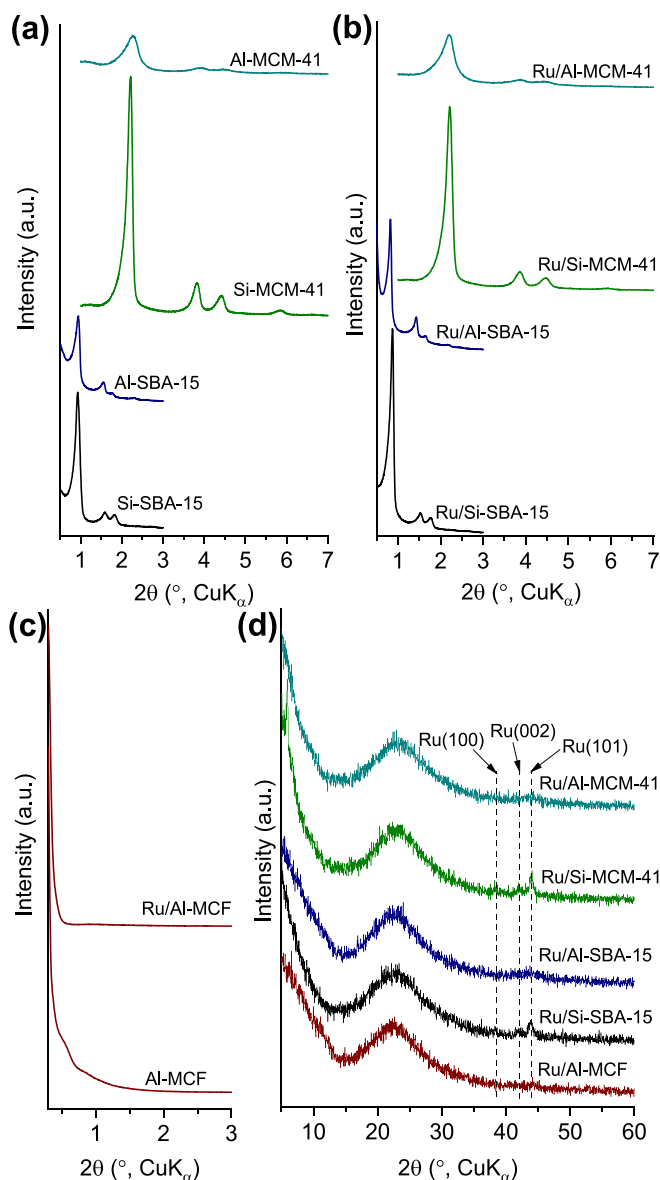 (a)
Al-MCM-41
Si-MCM-41
Al-SBA-15
Si-SBA-15
Intensity (a.u.)
1 2 3 4 5 6 7
2θ (°, CuKα)
(b)
Ru/Al-MCM-41
Ru/Si-MCM-41
Ru/Al-SBA-15
Ru/Si-SBA-15
Intensity (a.u.)
1 2 3 4 5 6 7
2θ (°, CuKα)
(c)
Ru/Al-MCF
Al-MCF
Intensity (a.u.)
1 2 3
2θ (°, CuKα)
(d)
Ru(002)
Ru(100) Ru(101)
Ru/Al-MCM-41
Ru/Si-MCM-41
Ru/Al-SBA-15
Ru/Si-SBA-15
Ru/Al-MCF
Intensity (a.u.)
10 20 30 40 50 60
2θ (°, CuKα)